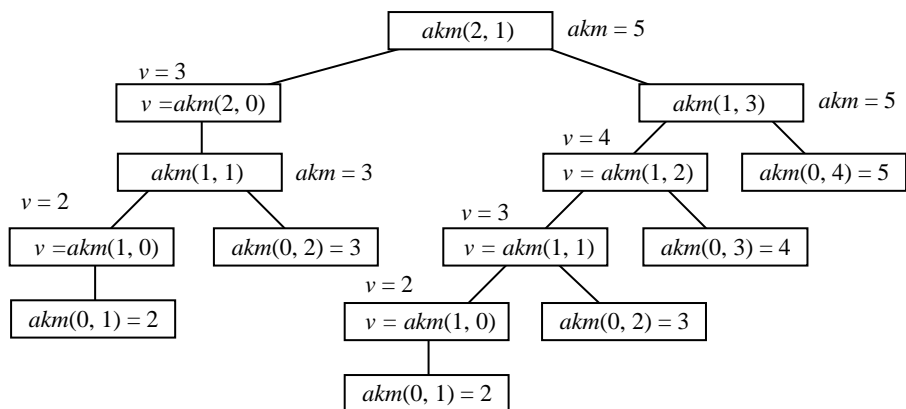 akm(2, 1) akm = 5
v = 3
v =akm(2, 0) akm(1, 3) akm = 5
v = 4
akm(1, 1) akm = 3 v = akm(1, 2) akm(0, 4) = 5
v = 2 v = 3
v =akm(1, 0) akm(0, 2) = 3 v = akm(1, 1) akm(0, 3) = 4
v = 2
akm(0, 1) = 2 v = akm(1, 0) akm(0, 2) = 3
akm(0, 1) = 2